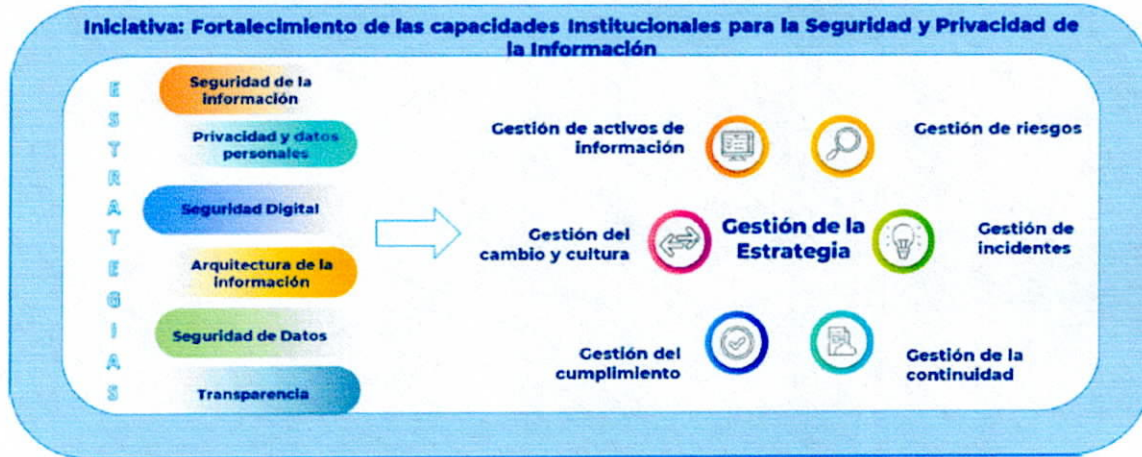 Iniciativa: Fortalecimiento de las capacidades Institucionales para la Seguridad y Privacidad de
la Información
ESTRATEGIAS
Seguridad de la
información
Privacidad y datos
personales
Seguridad Digital
Arquitectura de la
información
Seguridad de Datos
Transparencia
Gestión de activos de
información
Gestión de riesgos
Gestión del
cambio y cultura
Gestión de la
Estrategia
Gestión de
incidentes
Gestión del
cumplimiento
Gestión de la
continuidad